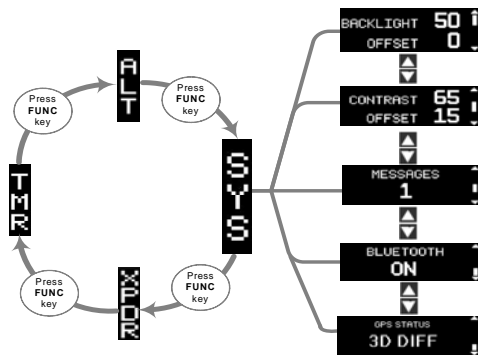 ALT
Press
FUNC
key
Press
FUNC
key
TMR
SYS
Press
FUNC
key
Press
FUNC
key
XPDR
BACKLIGHT 50
OFFSET 0
CONTRAST 65
OFFSET 15
MESSAGES
1
BLUETOOTH
ON
GPS STATUS
3D DIFF